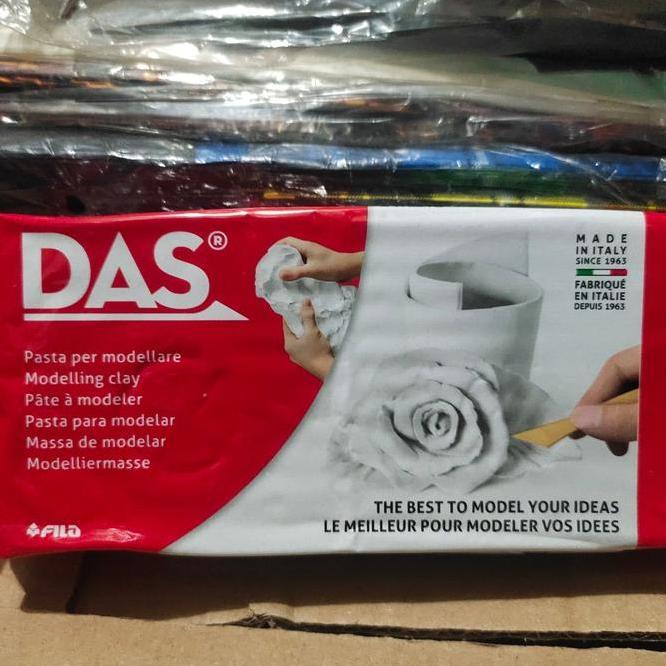 DAS®
Pasta per modellare
Modelling clay
Pâte à modeler
Pasta para modelar
Massa de modelar
Modelliermasse
FILA
MADE
IN ITALY
SINCE 1963
FABRIQUÉ
EN ITALIE
DEPUIS 1963
THE BEST TO MODEL YOUR IDEAS
LE MEILLEUR POUR MODELER VOS IDEES